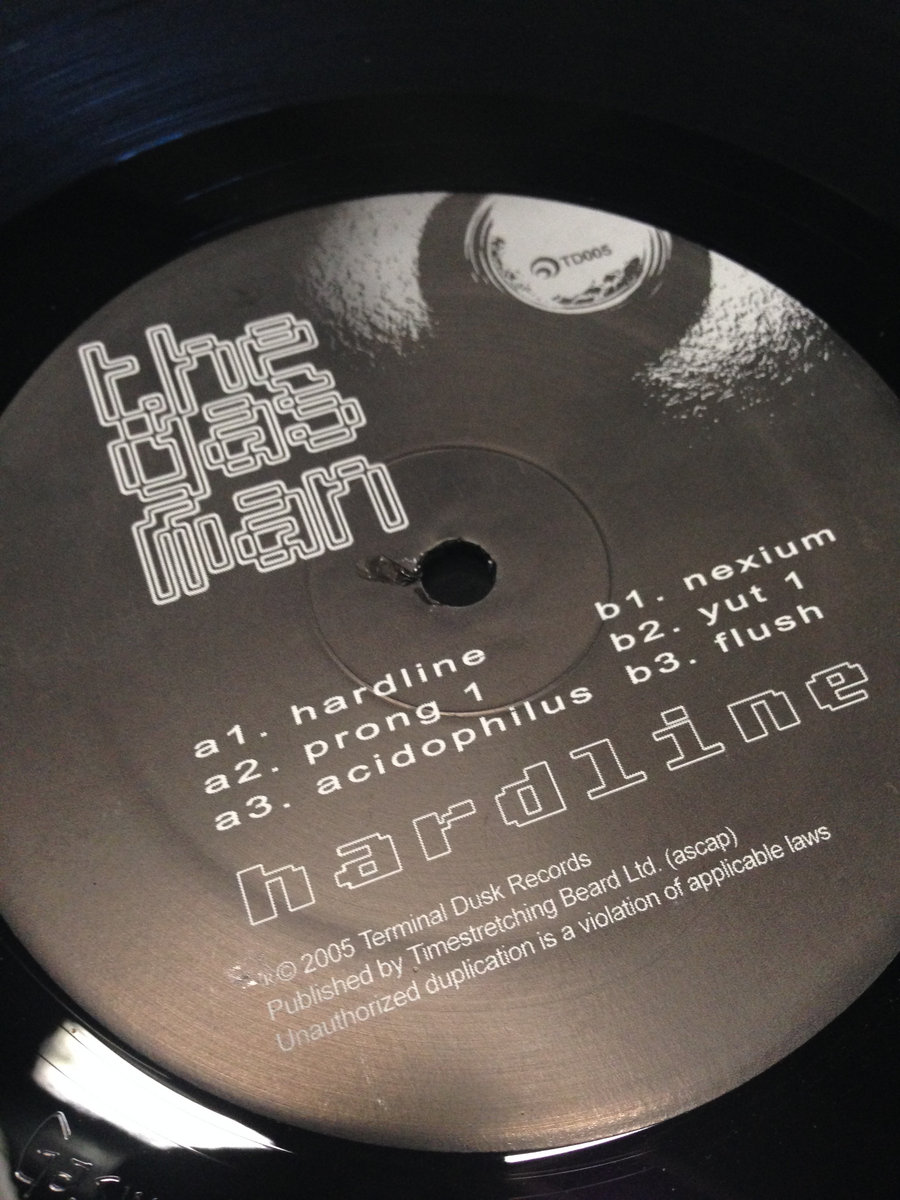 TD005
the
gas
man
a1. hardline
a2. prong 1
a3. acidophilus
b1. nexium
b2. yut 1
b3. flush
hardline
© 2005 Terminal Dusk Records
Published by Timestretching Beard Ltd. (ascap)
Unauthorized duplication is a violation of applicable laws